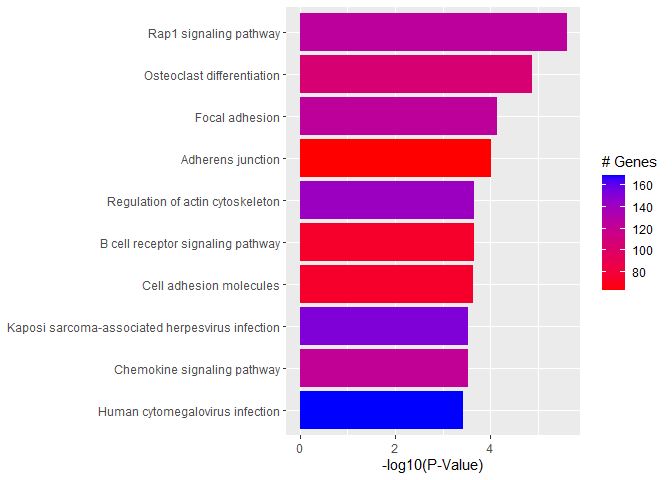 Rap1 signaling pathway
Osteoclast differentiation
Focal adhesion
Adherens junction
Regulation of actin cytoskeleton
B cell receptor signaling pathway
Cell adhesion molecules
Kaposi sarcoma-associated herpesvirus infection
Chemokine signaling pathway
Human cytomegalovirus infection
0 2 4
-log10(P-Value)
# Genes
160
140
120
100
80